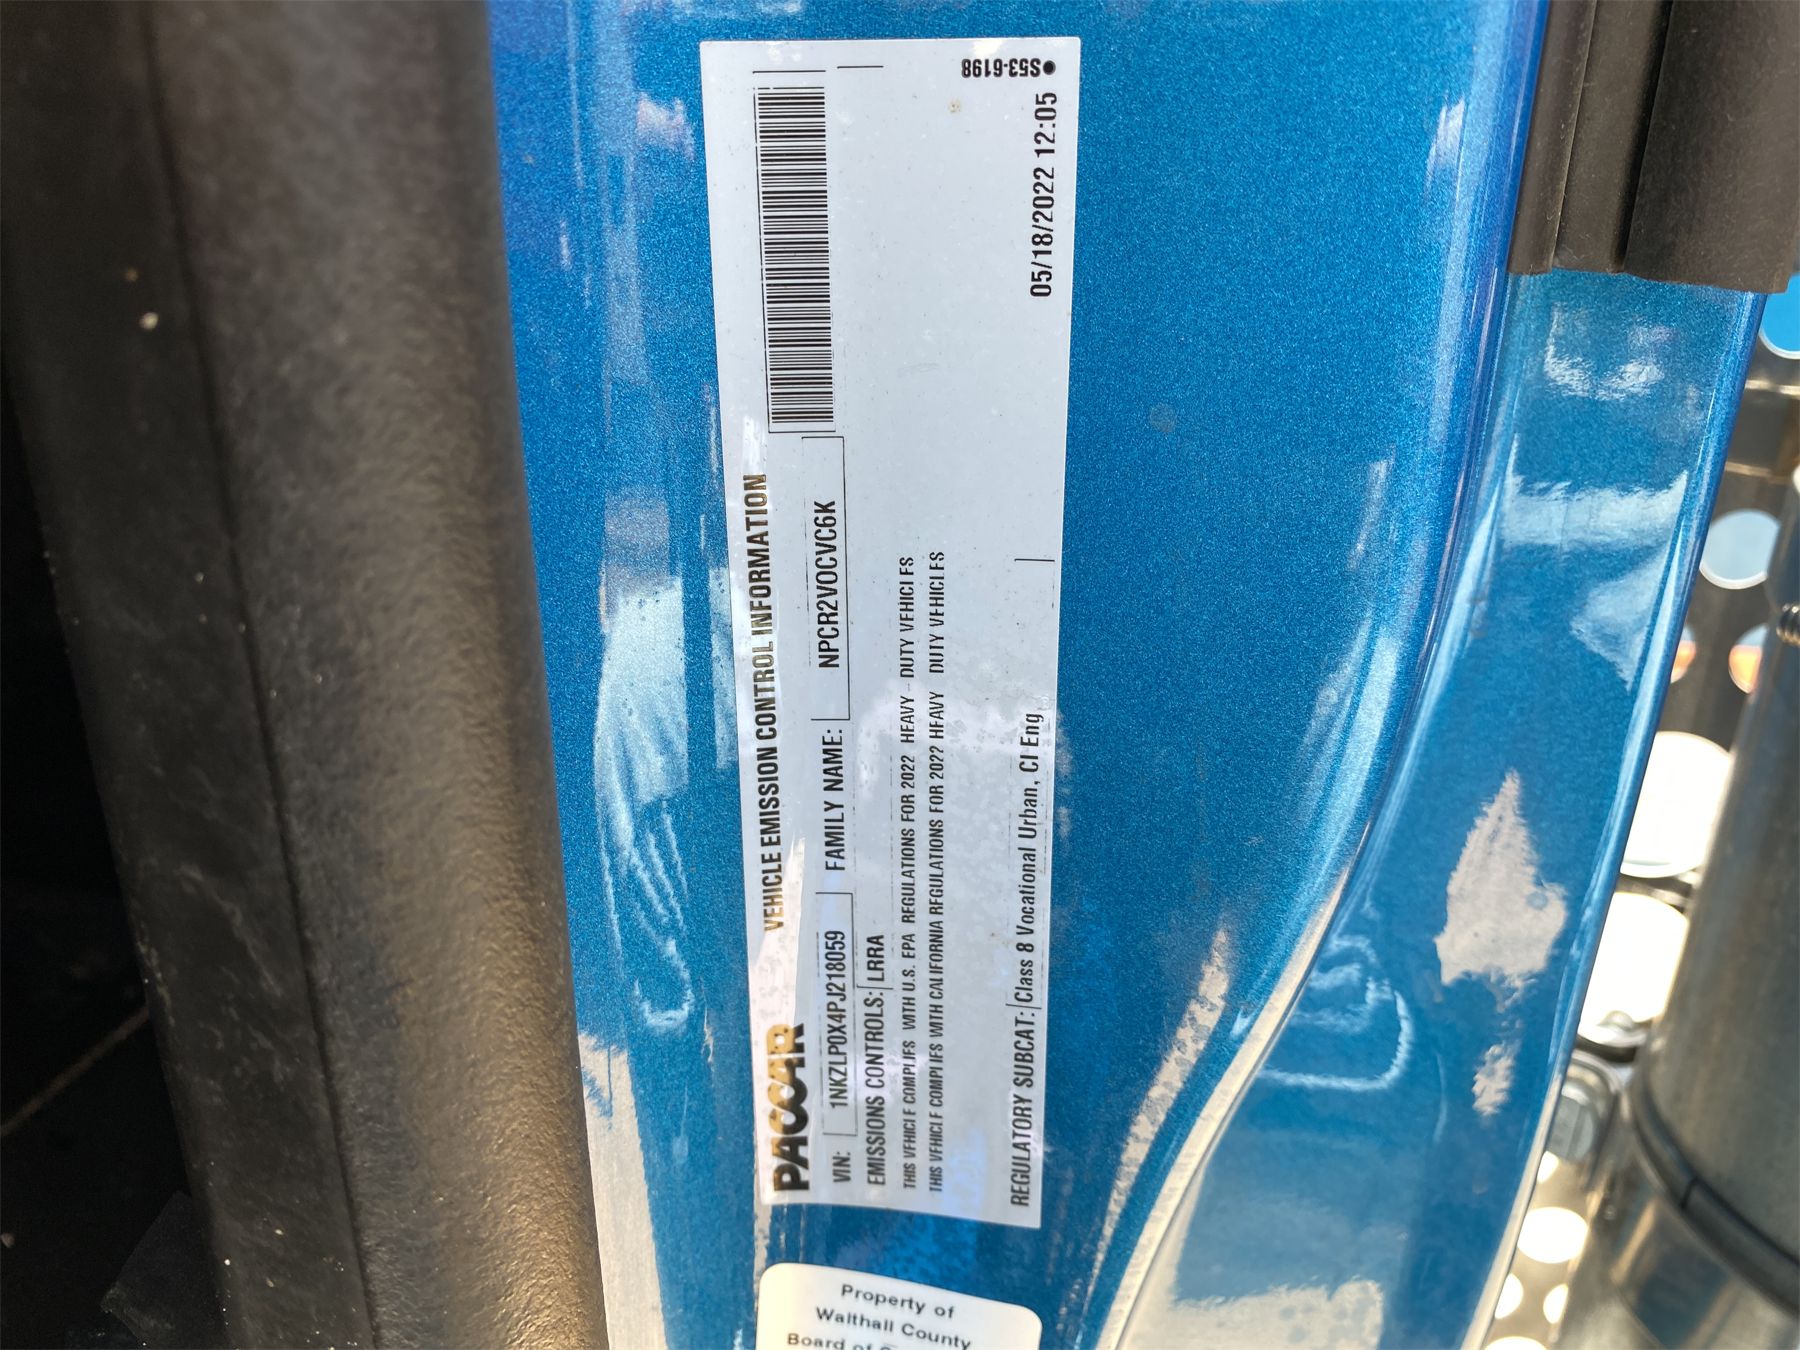 PACCAR
VEHICLE EMISSION CONTROL INFORMATION
VIN: 1NKZLP0X4PJ218059 FAMILY NAME: NPCR2VOCVC6K
EMISSIONS CONTROLS: LRRA
THIS VEHICLE COMPLIES WITH U.S. EPA REGULATIONS FOR 2022 HEAVY - DUTY VEHICLES
THIS VEHICLE COMPLIES WITH CALIFORNIA REGULATIONS FOR 2022 HEAVY DUTY VEHICLES
REGULATORY SUBCAT: Class 8 Vocational Urban, CI Eng
05/18/2022 12:05
●S53-6198
Property of
Walthall County
Board of